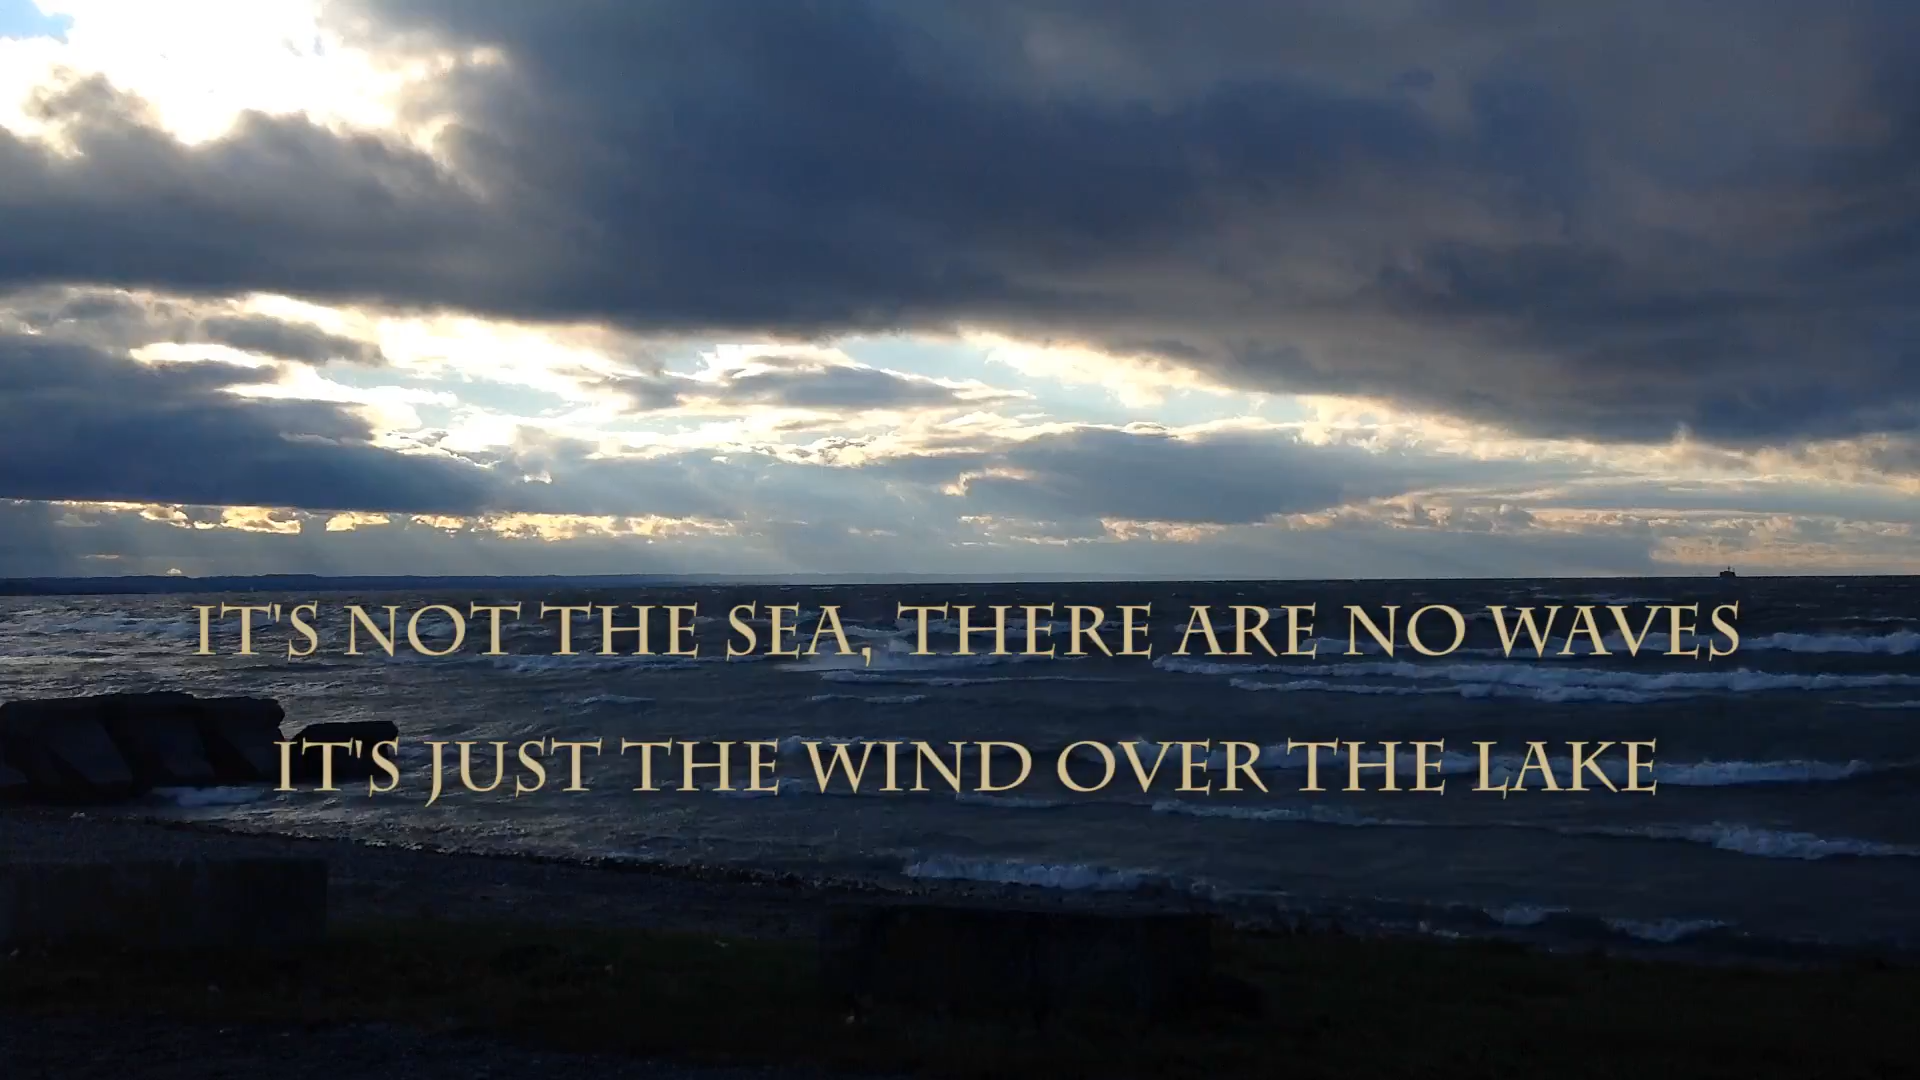 IT'S NOT THE SEA, THERE ARE NO WAVES
IT'S JUST THE WIND OVER THE LAKE